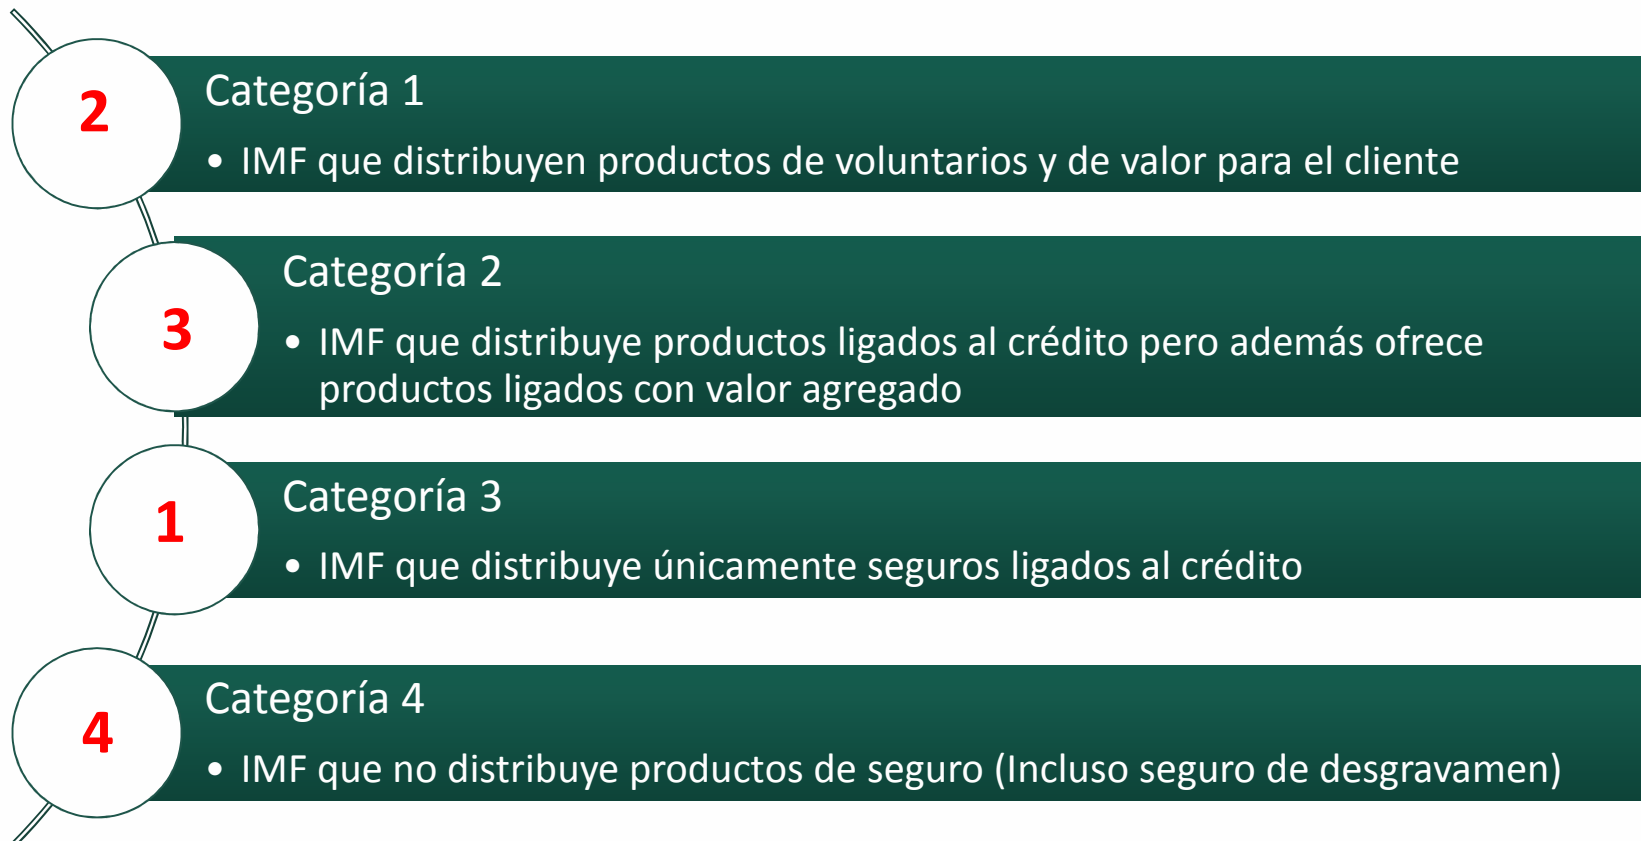 2
Categoría 1
• IMF que distribuyen productos de voluntarios y de valor para el cliente
3
Categoría 2
• IMF que distribuye productos ligados al crédito pero además ofrece
productos ligados con valor agregado
1
Categoría 3
• IMF que distribuye únicamente seguros ligados al crédito
4
Categoría 4
• IMF que no distribuye productos de seguro (Incluso seguro de desgravamen)